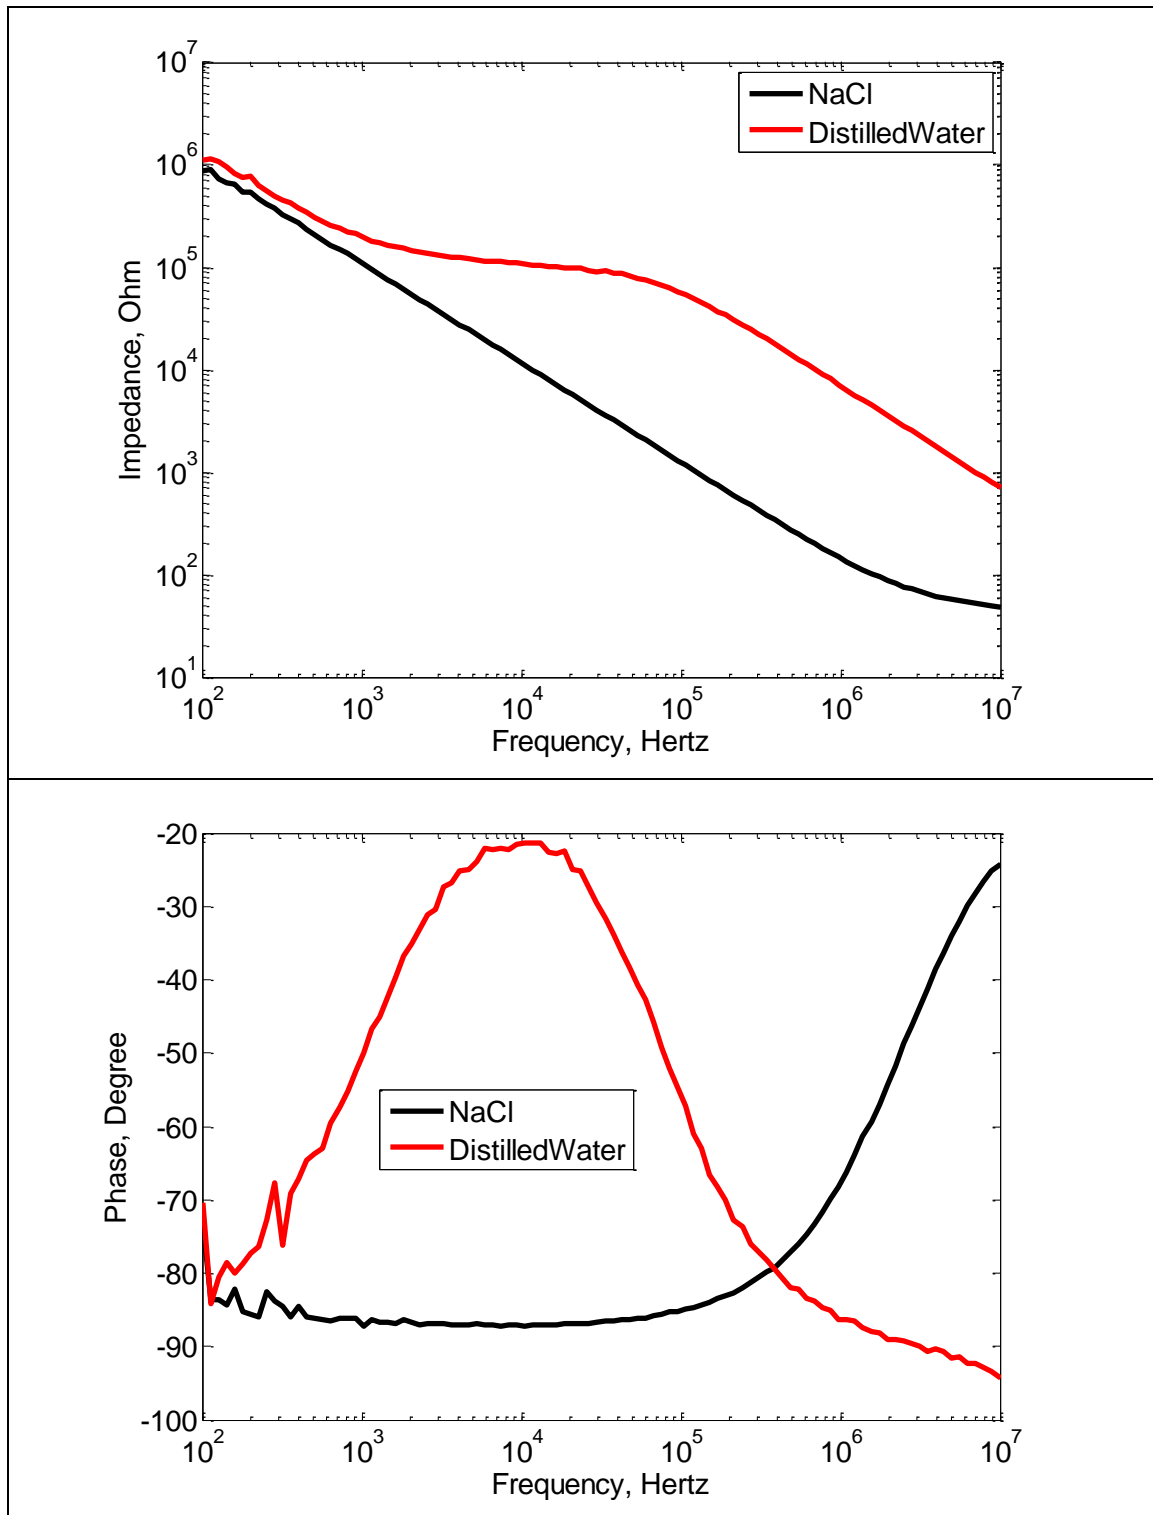 10^7
10^6
10^5
10^4
10^3
10^2
10^1
Impedance, Ohm
NaCl
DistilledWater
10^2 10^3 10^4 10^5 10^6 10^7
Frequency, Hertz
-20
-30
-40
-50
-60
-70
-80
-90
-100
Phase, Degree
NaCl
DistilledWater
10^2 10^3 10^4 10^5 10^6 10^7
Frequency, Hertz